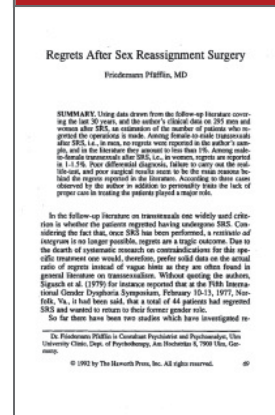 Regrets After Sex Reassignment Surgery
Friedemann Pfäfflin, MD
SUMMARY. Using data drawn from the follow-up literature cover-
ing the last 30 years, and the author's clinical data on 295 men and
women after SRS, an estimation of the number of patients who re-
gretted the operations is made. Among female-to-male transsexuals
after SRS, i.e., in men, no regrets were reported in the author's sam-
ple, and in the literature they amount to less than 1%. Among male-
to-female transsexuals after SRS, i.e., in women, regrets are reported
in 1-1.5%. Poor differential diagnosis, failure to carry out the real-
life-test, and poor surgical results seem to be the main reasons be-
hind the regrets reported in the literature. According to three cases
observed by the author in addition to personality traits the lack of
proper care in treating the patients played a major role.
In the follow-up literature on transsexuals one widely used crite-
rion is whether the patients regretted having undergone SRS. Con-
sidering the fact that, once SRS has been performed, a restitutio ad
integrum is no longer possible, regrets are a tragic outcome. Due to
the dearth of systematic research on contraindications for this spe-
cific treatment one would, therefore, prefer solid data on the actual
ratio of regrets instead of vague hints as they are often found in
general literature on transsexualism. Without quoting the authors,
Sigusch et al. (1979) for instance reported that at the Fifth Interna-
tional Gender Dysphoria Symposium, February 10-13, 1977, Nor-
folk, Va., it had been said, that a total of 44 patients had regretted
SRS and wanted to return to their former gender role.
So far there have been two studies which have investigated re-
Dr. Friedemann Pfäfflin is Consultant Psychiatrist and Psychoanalyst, Ulm
University Clinic, Dept. of Psychotherapy, Am Hochsträss 8, 7900 Ulm, Ger-
many.
© 1992 by The Haworth Press, Inc. All rights reserved. 69